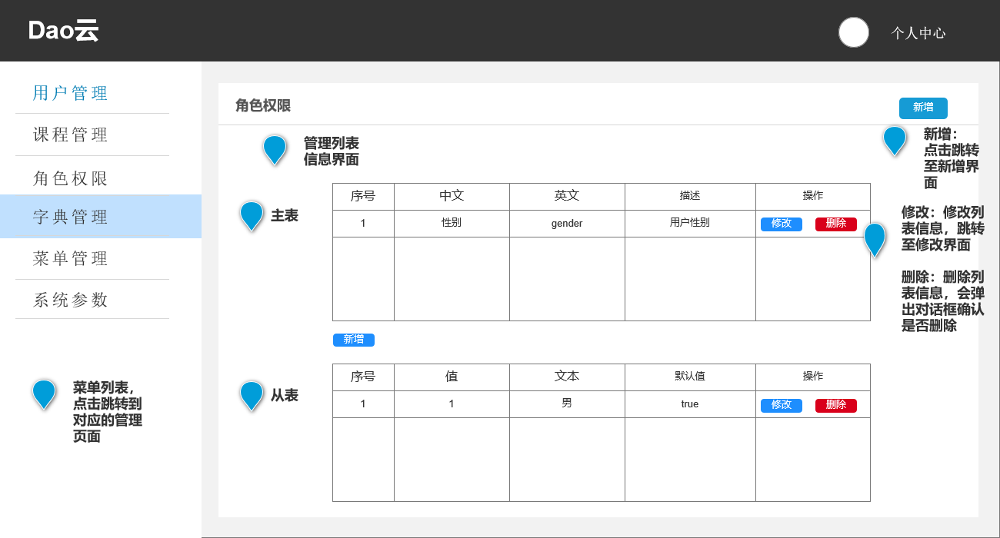 Dao云
个人中心
用户管理
课程管理
角色权限
字典管理
菜单管理
系统参数
菜单列表，
点击跳转到
对应的管理
页面
角色权限
新增
管理列表
信息界面
新增：
点击跳转
至新增界
面
主表
序号 中文 英文 描述 操作
1 性别 gender 用户性别 修改 删除
修改：修改列
表信息，跳转
至修改界面
删除：删除列
表信息，会弹
出对话框确认
是否删除
新增
从表
序号 值 文本 默认值 操作
1 1 男 true 修改 删除